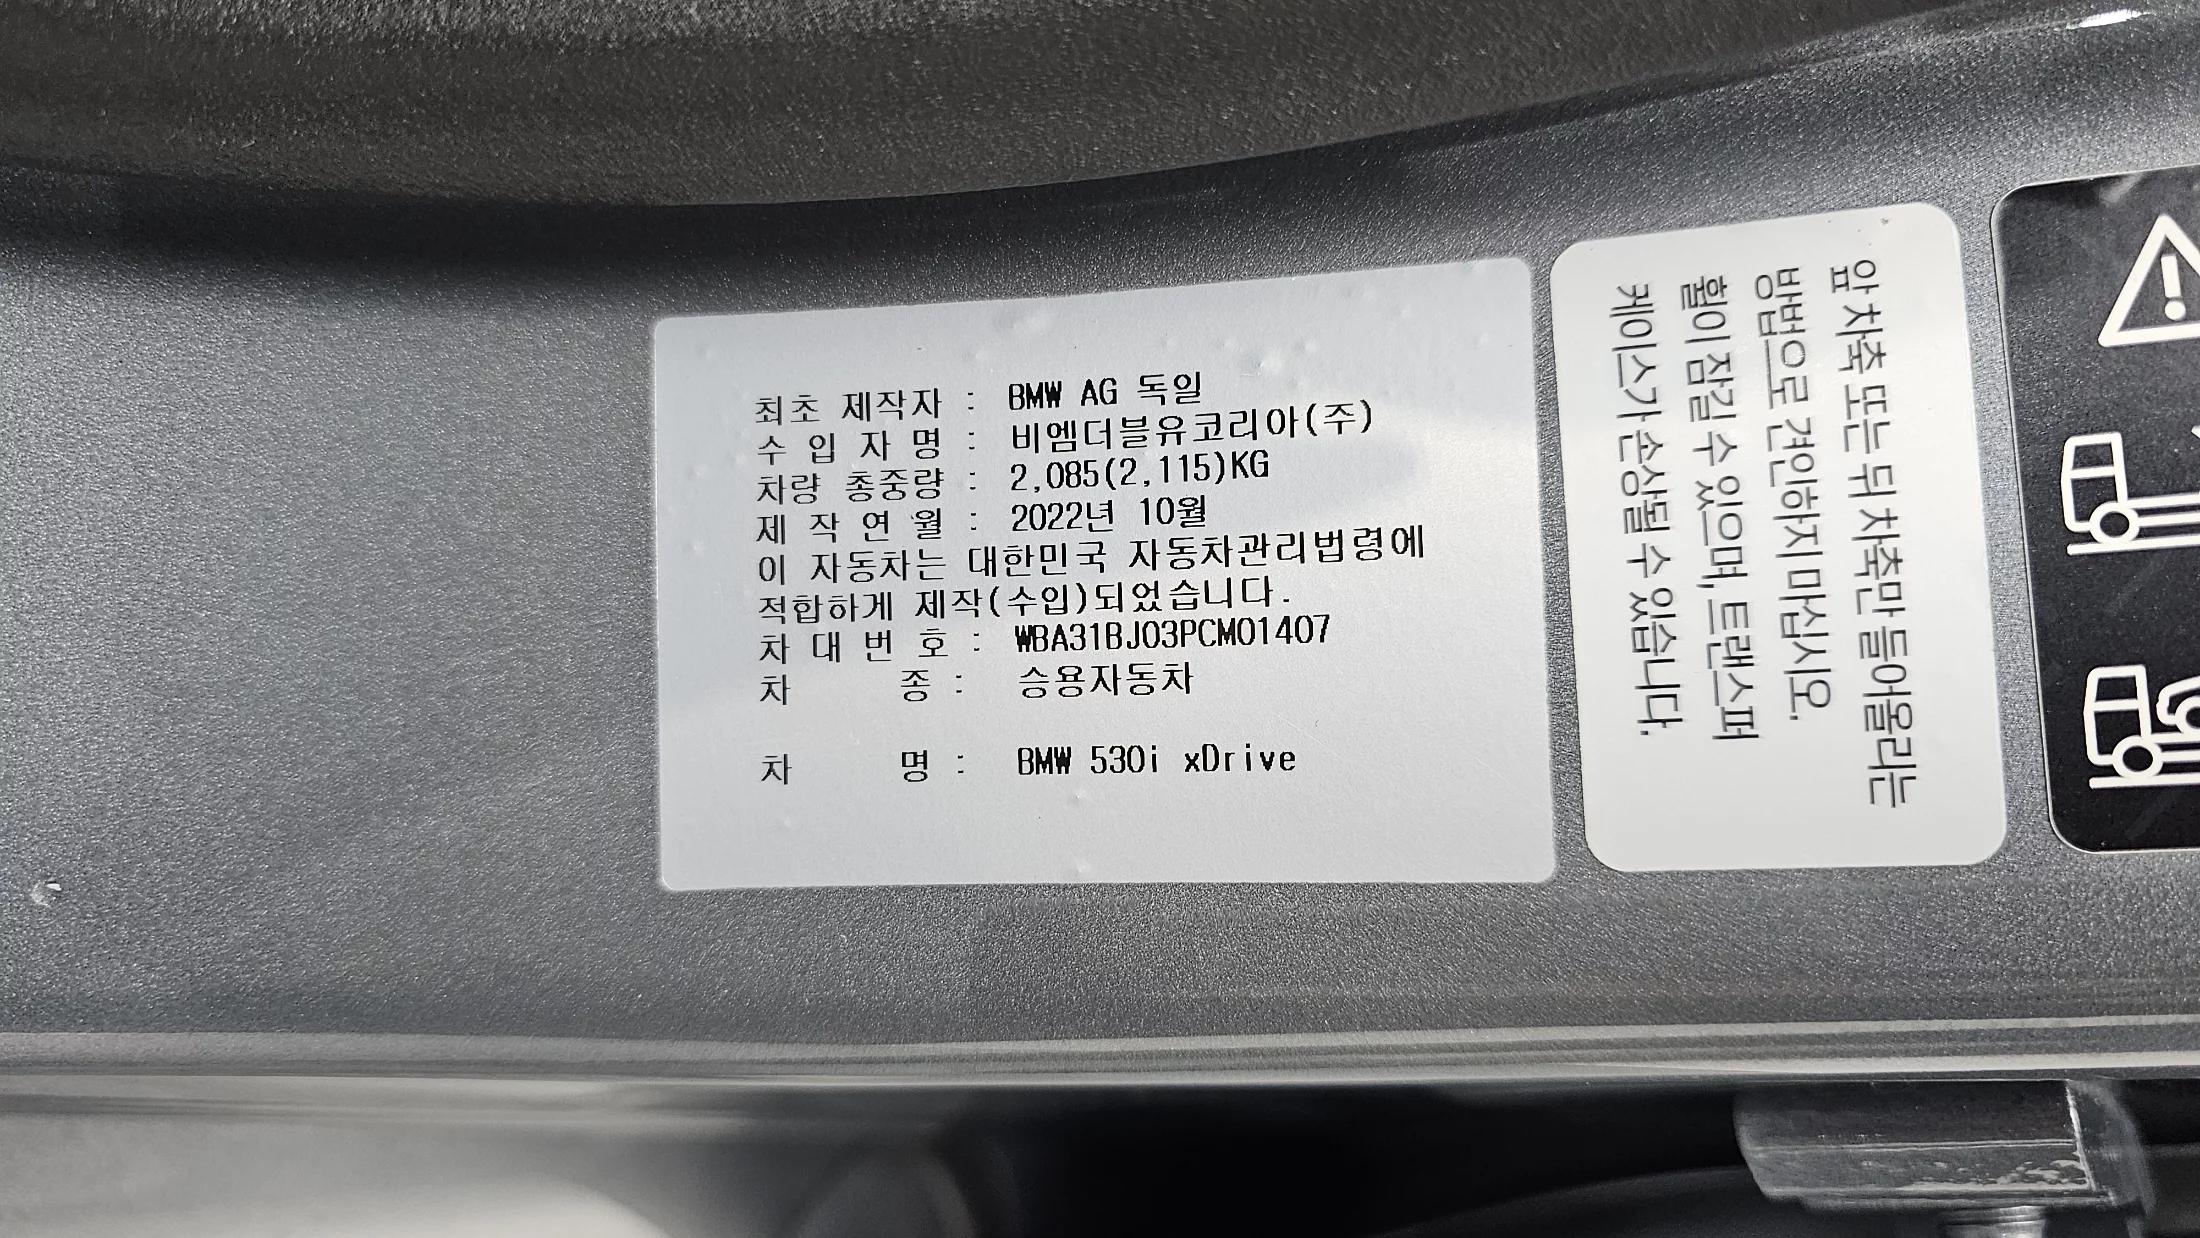 최초 제작자 : BMW AG 독일
수 입 자 명 : 비엠더블유코리아(주)
차량 총중량 : 2,085(2,115)KG
제 작 연 월 : 2022년 10월
이 자동차는 대한민국 자동차관리법령에
적합하게 제작(수입)되었습니다.
차 대 번 호 : WBA31BJ03PCM01407
차 종 : 승용자동차
차 명 : BMW 530i xDrive
앞 차축 또는 뒤 차축만 들어올리는
방법으로 견인하지 마십시오.
휠이 잠길 수 있으며, 트랜스퍼
케이스가 손상될 수 있습니다.